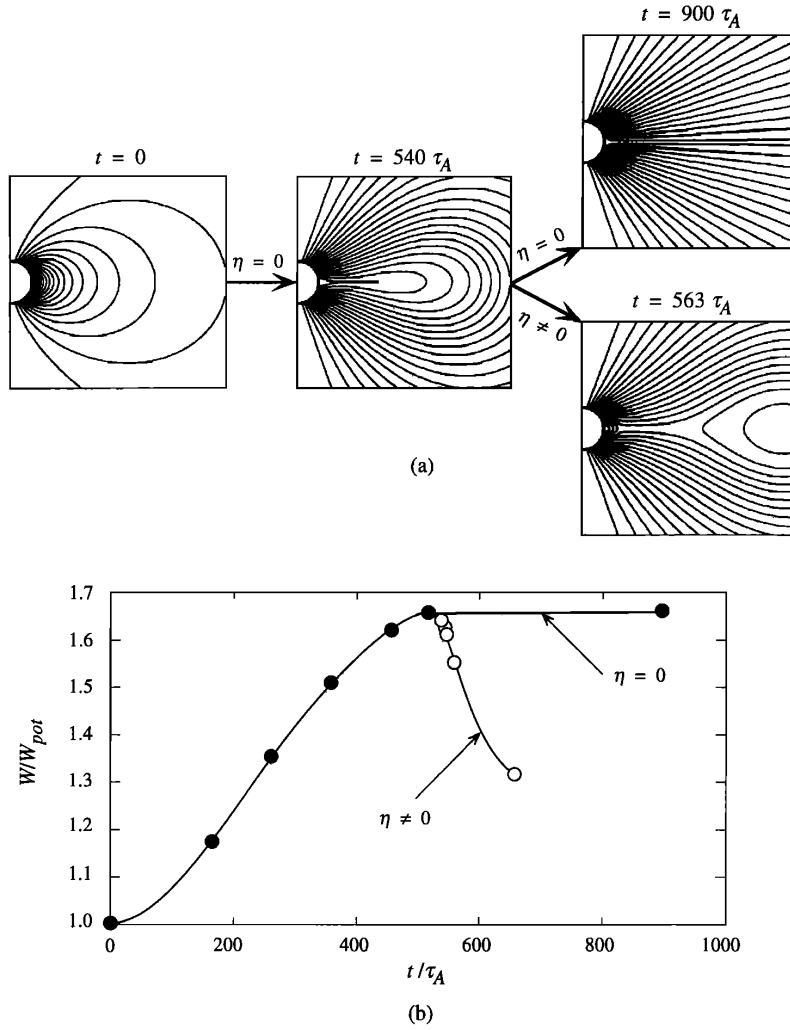 t = 900 τA
t = 0
t = 540 τA
η = 0
η = 0
η ≠ 0
t = 563 τA
(a)
1.7
1.6
1.5
1.4
1.3
1.2
1.1
1.0
W/Wpot
η = 0
η ≠ 0
0
200
400
600
800
1000
t/τA
(b)